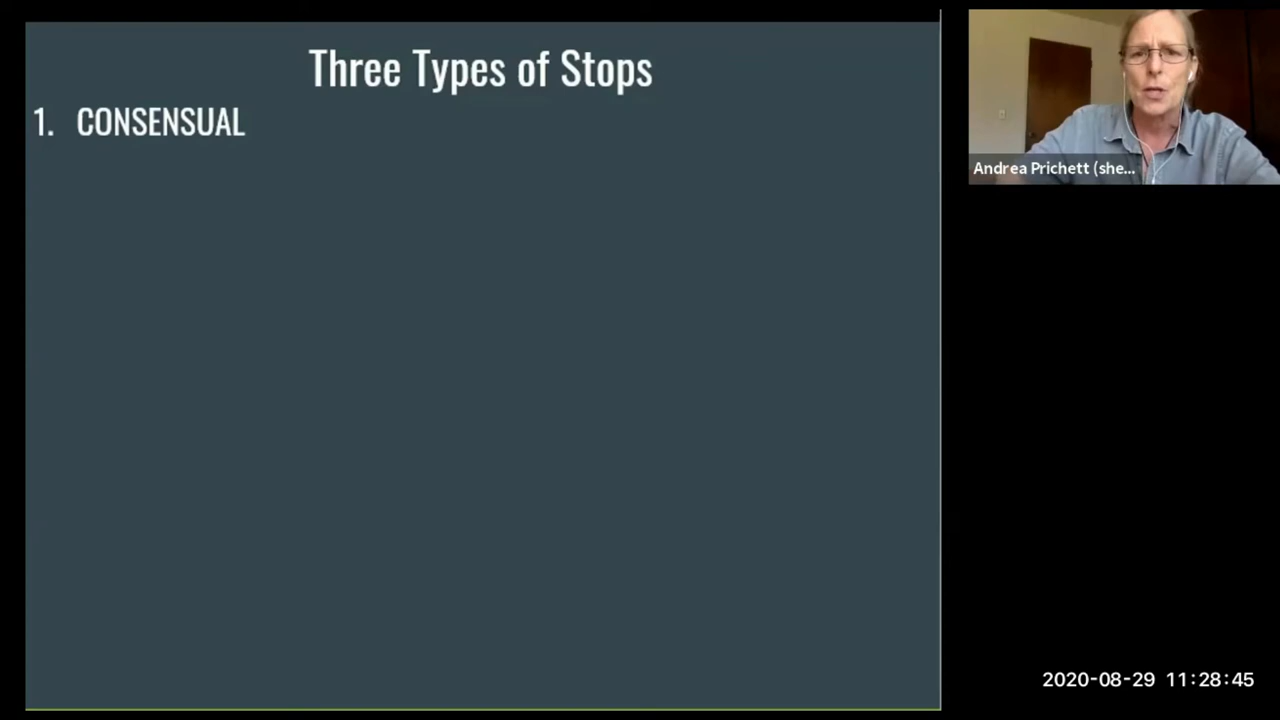 Three Types of Stops
1. CONSENSUAL
Andrea Prichett (she...
2020-08-29 11:28:45